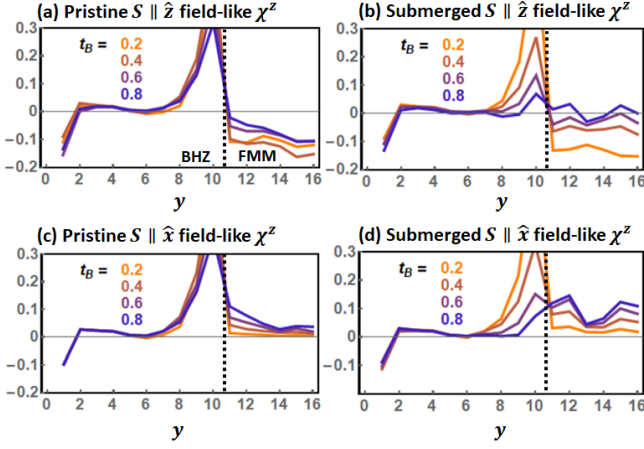 (a) Pristine S ∥ ẑ field-like χᶻ
0.3
0.2
0.1
0
-0.1
-0.2
t_B =
0.2
0.4
0.6
0.8
BHZ
FMM
0 2 4 6 8 10 12 14 16
y
(b) Submerged S ∥ ẑ field-like χᶻ
0.3
0.2
0.1
0
-0.1
-0.2
t_B =
0.2
0.4
0.6
0.8
0 2 4 6 8 10 12 14 16
y
(c) Pristine S ∥ x̂ field-like χᶻ
0.3
0.2
0.1
0
-0.1
t_B =
0.2
0.4
0.6
0.8
0 2 4 6 8 10 12 14 16
y
(d) Submerged S ∥ x̂ field-like χᶻ
0.3
0.2
0.1
0
-0.1
t_B =
0.2
0.4
0.6
0.8
0 2 4 6 8 10 12 14 16
y